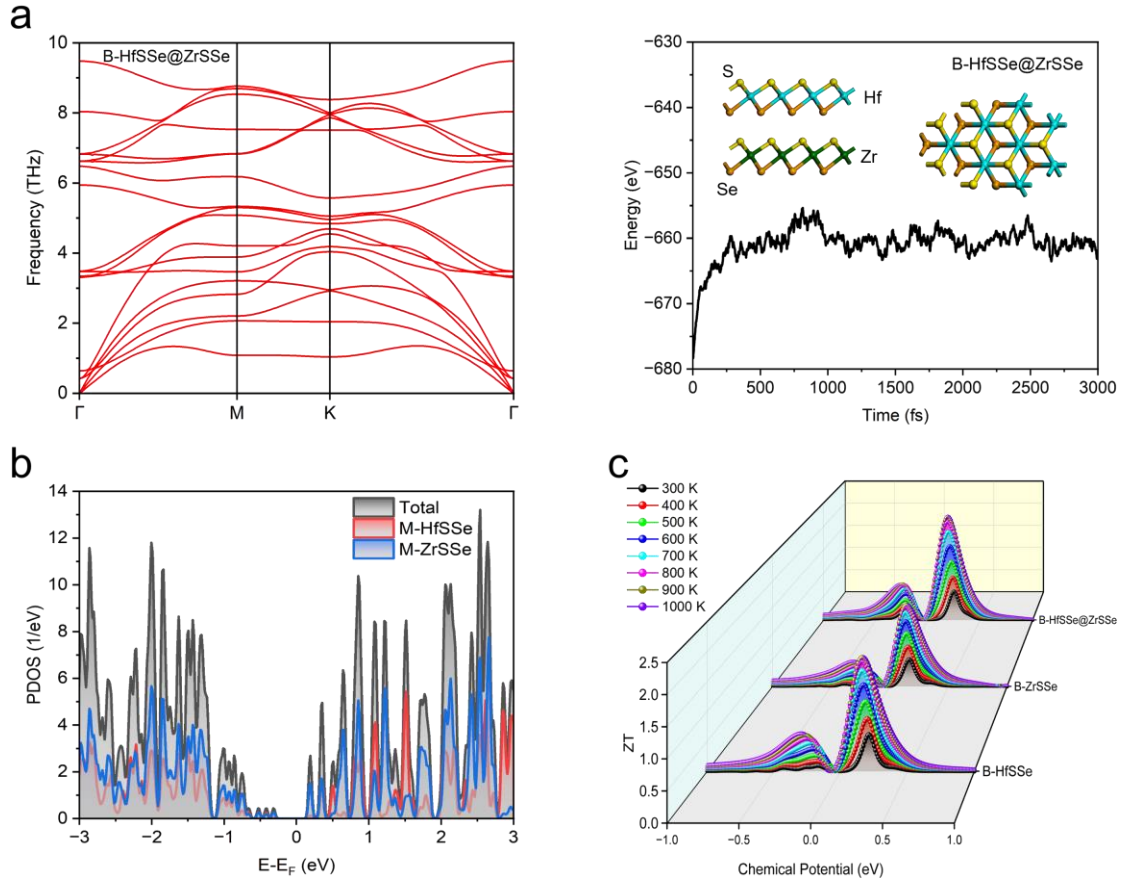 a
B-HfSSe@ZrSSe
Frequency (THz)
10
8
6
4
2
0
Γ
M
K
Γ
B-HfSSe@ZrSSe
S
Hf
Zr
Se
Energy (eV)
−630
−640
−650
−660
−670
−680
0
500
1000
1500
2000
2500
3000
Time (fs)
b
Total
M-HfSSe
M-ZrSSe
PDOS (1/eV)
14
12
10
8
6
4
2
0
−3
−2
−1
0
1
2
3
E-E_F (eV)
c
300 K
400 K
500 K
600 K
700 K
800 K
900 K
1000 K
B-HfSSe@ZrSSe
B-ZrSSe
B-HfSSe
ZT
2.5
2.0
1.5
1.0
0.5
0.0
−1.0
−0.5
0.0
0.5
1.0
Chemical Potential (eV)